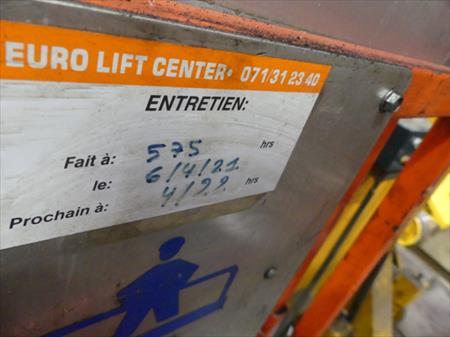 EURO LIFT CENTER • 071/31 23 40
ENTRETIEN:
Fait à: 575 hrs
le: 6/4/21
Prochain à: 4/22 hrs